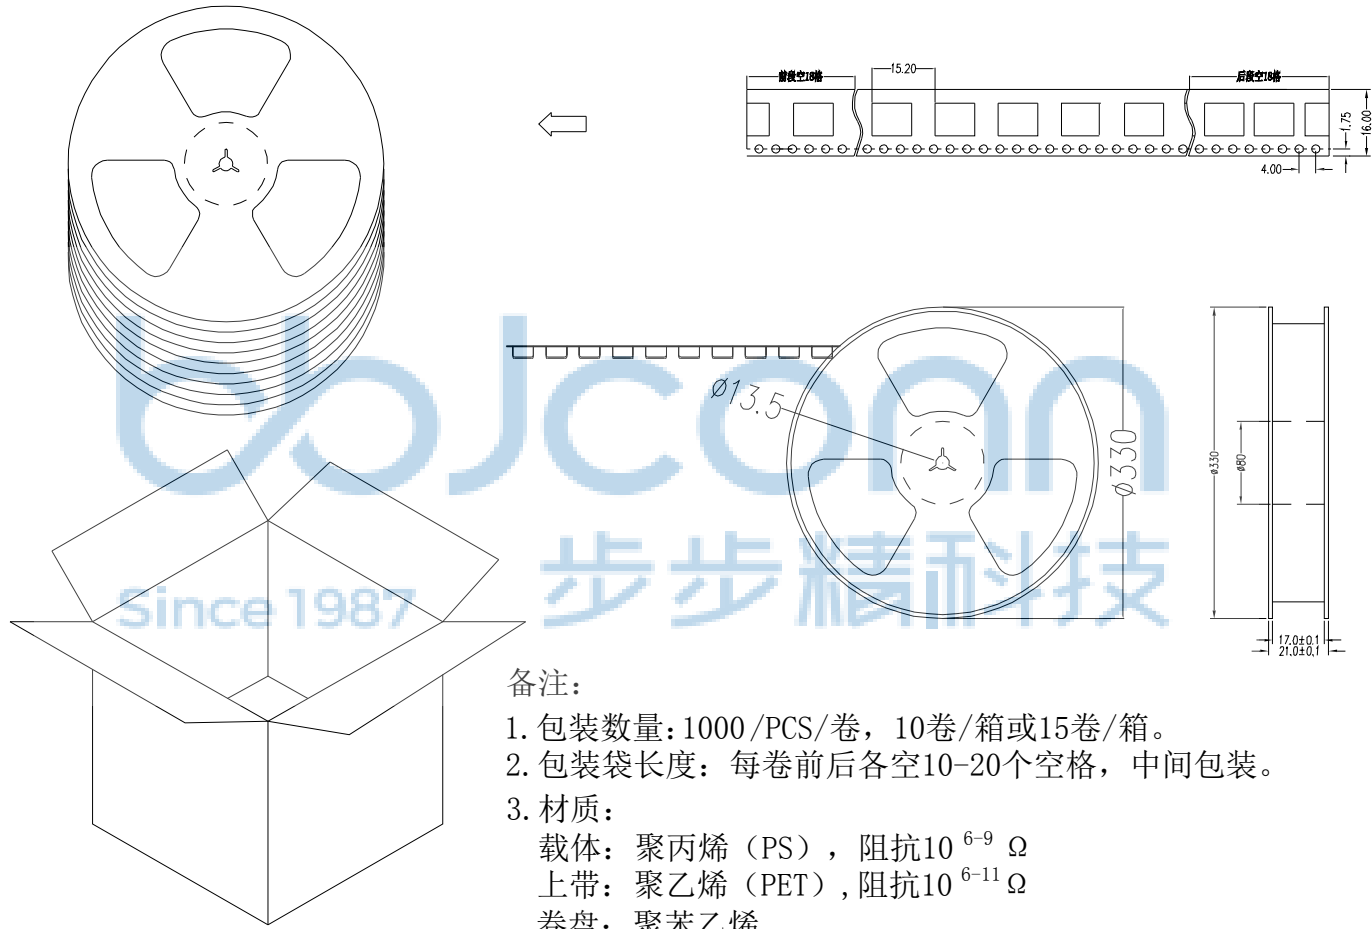 前段空18格
15.20
后段空18格
1.75
16.00
4.00
bbJconn
步步精科技
Since 1987
Ø13.5
Ø330
Ø330
Ø80
17.0±0.1
21.0±0.1
备注：
1.包装数量：1000/PCS/卷，10卷/箱或15卷/箱。
2.包装袋长度：每卷前后各空10-20个空格，中间包装。
3.材质：
载体：聚丙烯（PS），阻抗10 6-9 Ω
上带：聚乙烯（PET）,阻抗10 6-11 Ω
卷盘：聚苯乙烯